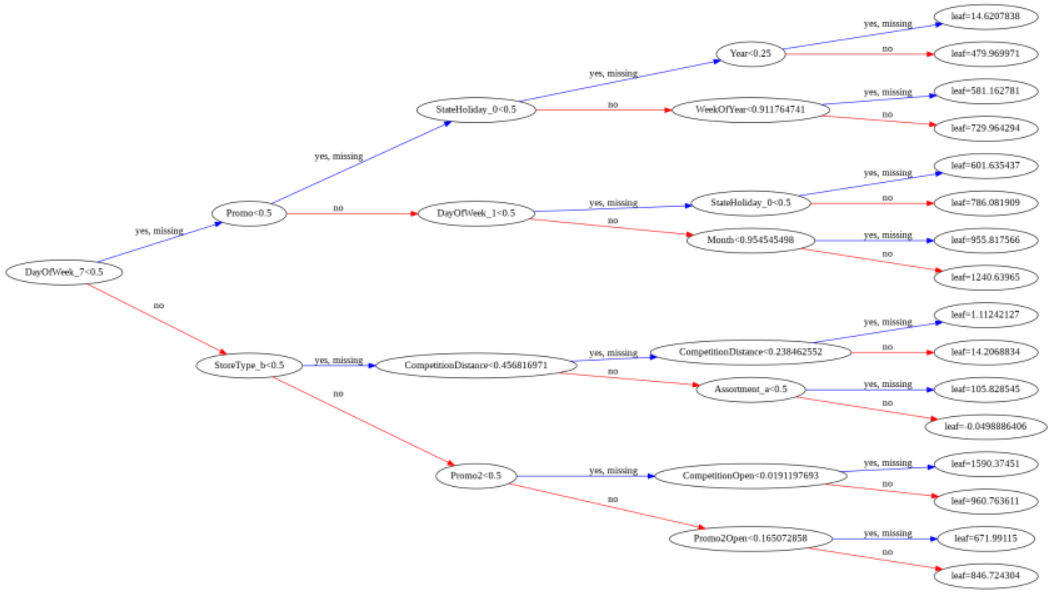 leaf=14.6207838
yes, missing
Year<0.25
no
leaf=479.969971
yes, missing
yes, missing
leaf=581.162781
StateHoliday_0<0.5
no
WeekOfYear<0.911764741
no
leaf=729.964294
yes, missing
yes, missing
leaf=601.635437
StateHoliday_0<0.5
no
leaf=786.081909
Promo<0.5
no
DayOfWeek_1<0.5
yes, missing
no
yes, missing
Month<0.954545498
yes, missing
leaf=955.817566
no
leaf=1240.63965
DayOfWeek_7<0.5
no
leaf=1.11242127
yes, missing
StoreType_b<0.5
yes, missing
CompetitionDistance<0.456816971
yes, missing
CompetitionDistance<0.238462552
no
leaf=14.2068834
no
Assortment_a<0.5
yes, missing
leaf=105.828545
no
leaf=-0.0498886406
no
Promo2<0.5
yes, missing
CompetitionOpen<0.0191197693
yes, missing
leaf=1590.37451
no
leaf=960.763611
no
Promo2Open<0.165072858
yes, missing
leaf=671.99115
no
leaf=846.724304